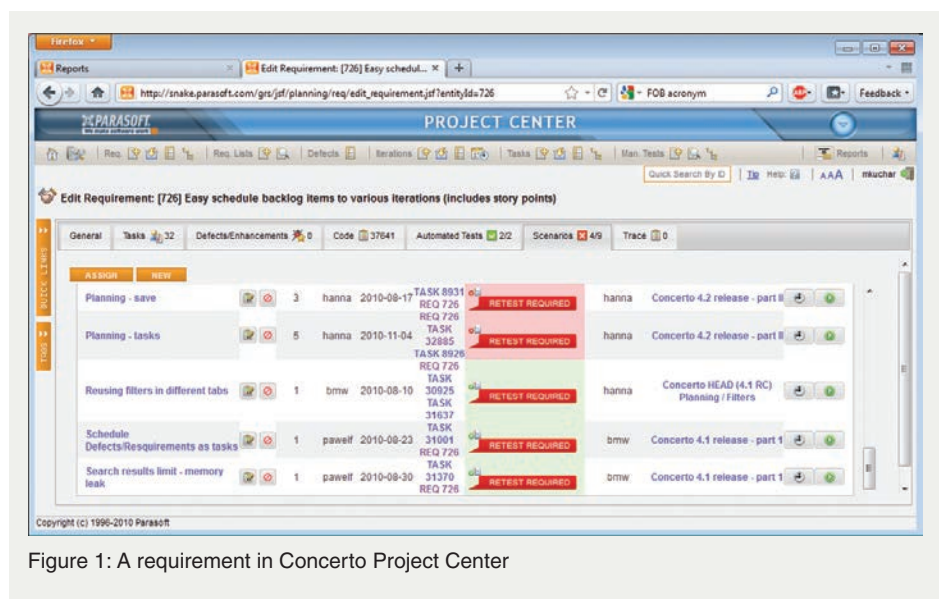 Firefox
Reports
Edit Requirement: [726] Easy schedul...
http://snake.parasoft.com/grs/jsf/planning/req/edit_requirement.jsf?entityId=726
FOB acronym
Feedback
PARASOFT.
We make software work
PROJECT CENTER
Req. Req. Lists Defects Iterations Tasks Man. Tests Reports
Quick Search By ID Tip Help: AAA mkuchar
Edit Requirement: [726] Easy schedule backlog items to various iterations (includes story points)
QUICK-LINKS
TAGS
General Tasks 32 Defects/Enhancements 0 Code 37641 Automated Tests 2/2 Scenarios 4/9 Trace 0
ASSIGN NEW
Planning - save 3 hanna 2010-08-17 TASK 8931 REQ 726 RETEST REQUIRED hanna Concerto 4.2 release - part II
Planning - tasks 5 hanna 2010-11-04 REQ 726 TASK 32885 TASK 8926 RETEST REQUIRED hanna Concerto 4.2 release - part II
Reusing filters in different tabs 1 bmw 2010-08-10 REQ 726 TASK 30925 TASK 31637 RETEST REQUIRED hanna Concerto HEAD (4.1 RC) Planning / Filters
Schedule Defects/Resquirements as tasks 1 pawelf 2010-08-23 TASK 31001 REQ 726 RETEST REQUIRED bmw Concerto 4.1 release - part 1
Search results limit - memory leak 1 pawelf 2010-08-30 TASK 31370 REQ 726 RETEST REQUIRED bmw Concerto 4.1 release - part 1
Copyright (c) 1996-2010 Parasoft
Figure 1: A requirement in Concerto Project Center